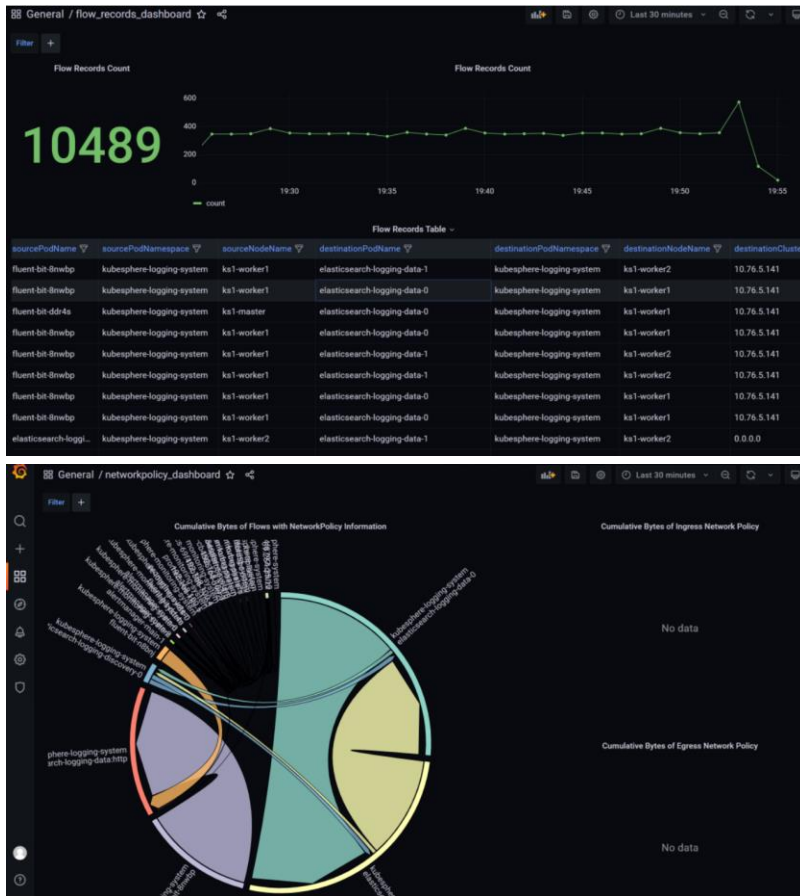 General / flow_records_dashboard
Last 30 minutes
Filter +
Flow Records Count
Flow Records Count
10489
600
400
200
0
19:30 19:35 19:40 19:45 19:50 19:55
count
Flow Records Table
sourcePodName sourcePodNamespace sourceNodeName destinationPodName destinationPodNamespace destinationNodeName destinationCluste
fluent-bit-8nwbp kubesphere-logging-system ks1-worker1 elasticsearch-logging-data-1 kubesphere-logging-system ks1-worker2 10.76.5.141
fluent-bit-8nwbp kubesphere-logging-system ks1-worker1 elasticsearch-logging-data-0 kubesphere-logging-system ks1-worker1 10.76.5.141
fluent-bit-ddr4s kubesphere-logging-system ks1-master elasticsearch-logging-data-0 kubesphere-logging-system ks1-worker1 10.76.5.141
fluent-bit-8nwbp kubesphere-logging-system ks1-worker1 elasticsearch-logging-data-0 kubesphere-logging-system ks1-worker1 10.76.5.141
fluent-bit-8nwbp kubesphere-logging-system ks1-worker1 elasticsearch-logging-data-1 kubesphere-logging-system ks1-worker2 10.76.5.141
fluent-bit-8nwbp kubesphere-logging-system ks1-worker1 elasticsearch-logging-data-1 kubesphere-logging-system ks1-worker2 10.76.5.141
fluent-bit-8nwbp kubesphere-logging-system ks1-worker1 elasticsearch-logging-data-0 kubesphere-logging-system ks1-worker1 10.76.5.141
elasticsearch-loggi... kubesphere-logging-system ks1-worker2 elasticsearch-logging-data-1 kubesphere-logging-system ks1-worker2 0.0.0.0
General / networkpolicy_dashboard
Last 30 minutes
Filter +
Cumulative Bytes of Flows with NetworkPolicy Information
Cumulative Bytes of Ingress Network Policy
kubesphere-logging-system
elasticsearch-logging-data-0
No data
alertmanager-main-1
kubesphere-logging-system
fluent-bit-n8bnj
kubesphere-logging-system
icsearch-logging-discovery-0
Cumulative Bytes of Egress Network Policy
phere-logging-system
arch-logging-data:http
No data